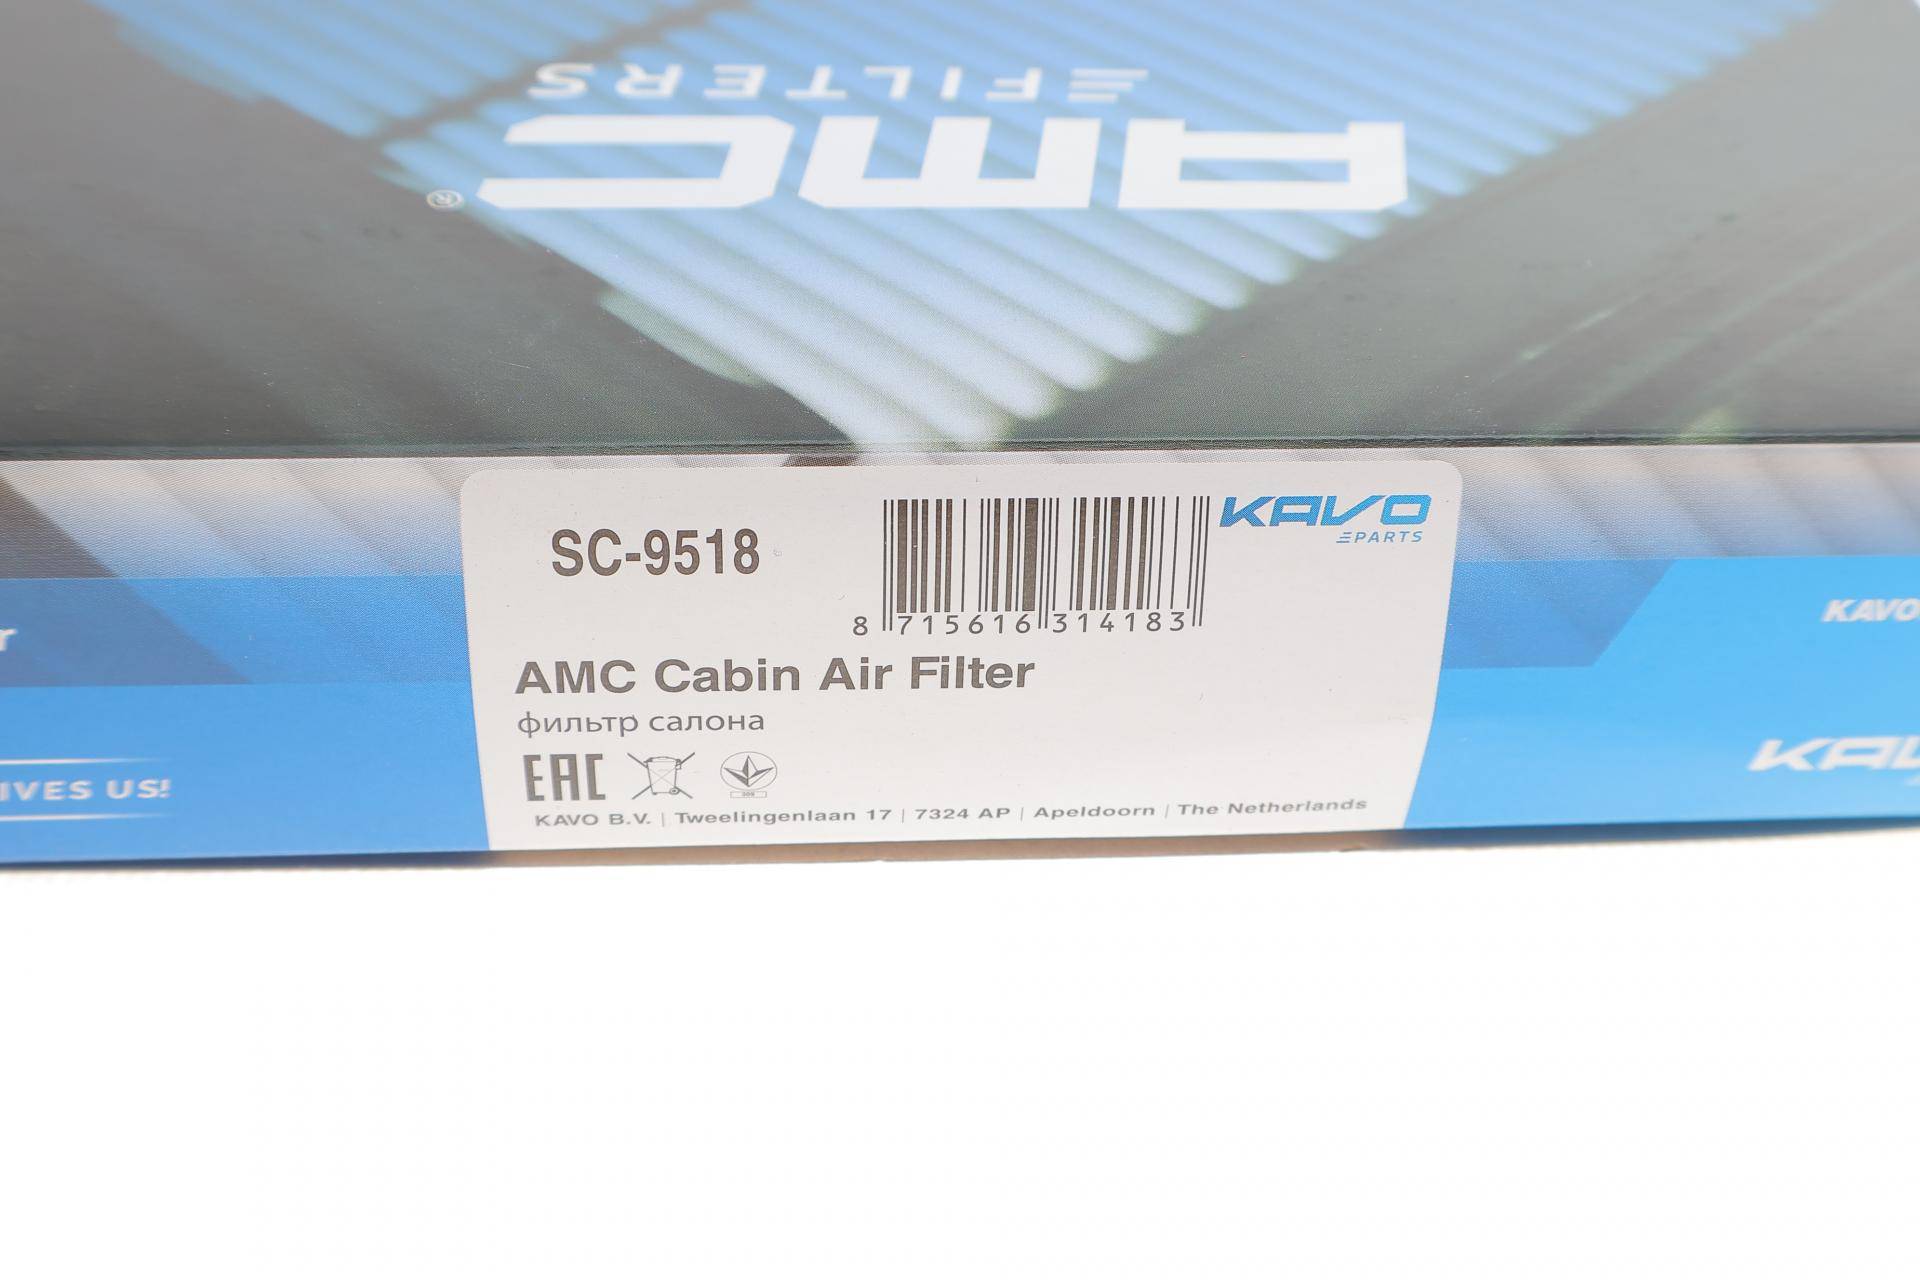 FILTERS
AMC
®
SC-9518
8 715616 314183
KAVO
PARTS
AMC Cabin Air Filter
фильтр салона
EAC
KAVO B.V. | Tweelingenlaan 17 | 7324 AP | Apeldoorn | The Netherlands
r
IVES US!
KAVO
KAV